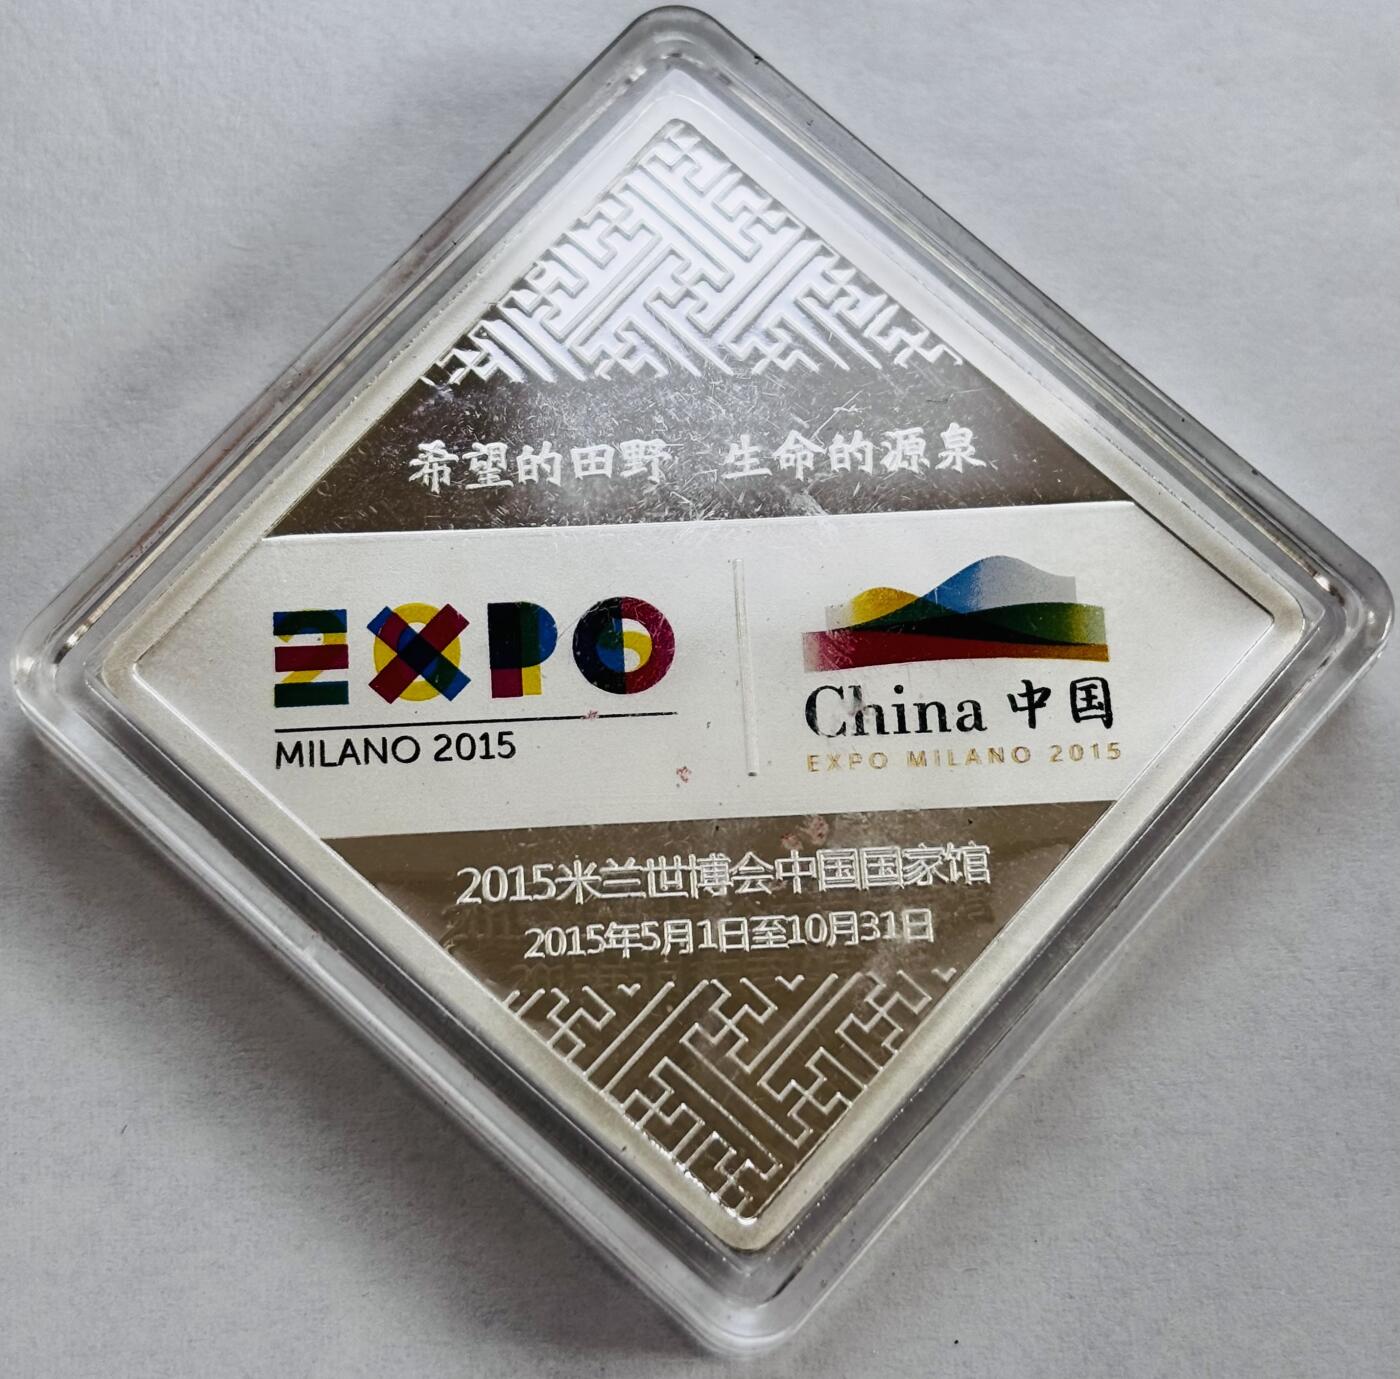 希望的田野 生命的源泉
EXPO
MILANO 2015
China 中国
EXPO MILANO 2015
2015米兰世博会中国国家馆
2015年5月1日至10月31日